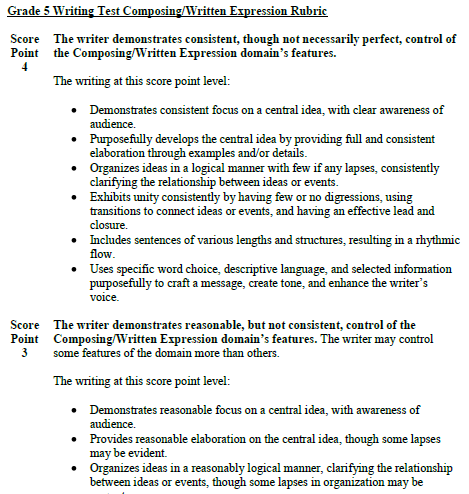 Grade 5 Writing Test Composing/Written Expression Rubric
Score The writer demonstrates consistent, though not necessarily perfect, control of
Point the Composing/Written Expression domain's features.
4
The writing at this score point level:
• Demonstrates consistent focus on a central idea, with clear awareness of
audience.
• Purposefully develops the central idea by providing full and consistent
elaboration through examples and/or details.
• Organizes ideas in a logical manner with few if any lapses, consistently
clarifying the relationship between ideas or events.
• Exhibits unity consistently by having few or no digressions, using
transitions to connect ideas or events, and having an effective lead and
closure.
• Includes sentences of various lengths and structures, resulting in a rhythmic
flow.
• Uses specific word choice, descriptive language, and selected information
purposefully to craft a message, create tone, and enhance the writer's
voice.
Score The writer demonstrates reasonable, but not consistent, control of the
Point Composing/Written Expression domain's features. The writer may control
3 some features of the domain more than others.
The writing at this score point level:
• Demonstrates reasonable focus on a central idea, with awareness of
audience.
• Provides reasonable elaboration on the central idea, though some lapses
may be evident.
• Organizes ideas in a reasonably logical manner, clarifying the relationship
between ideas or events, though some lapses in organization may be